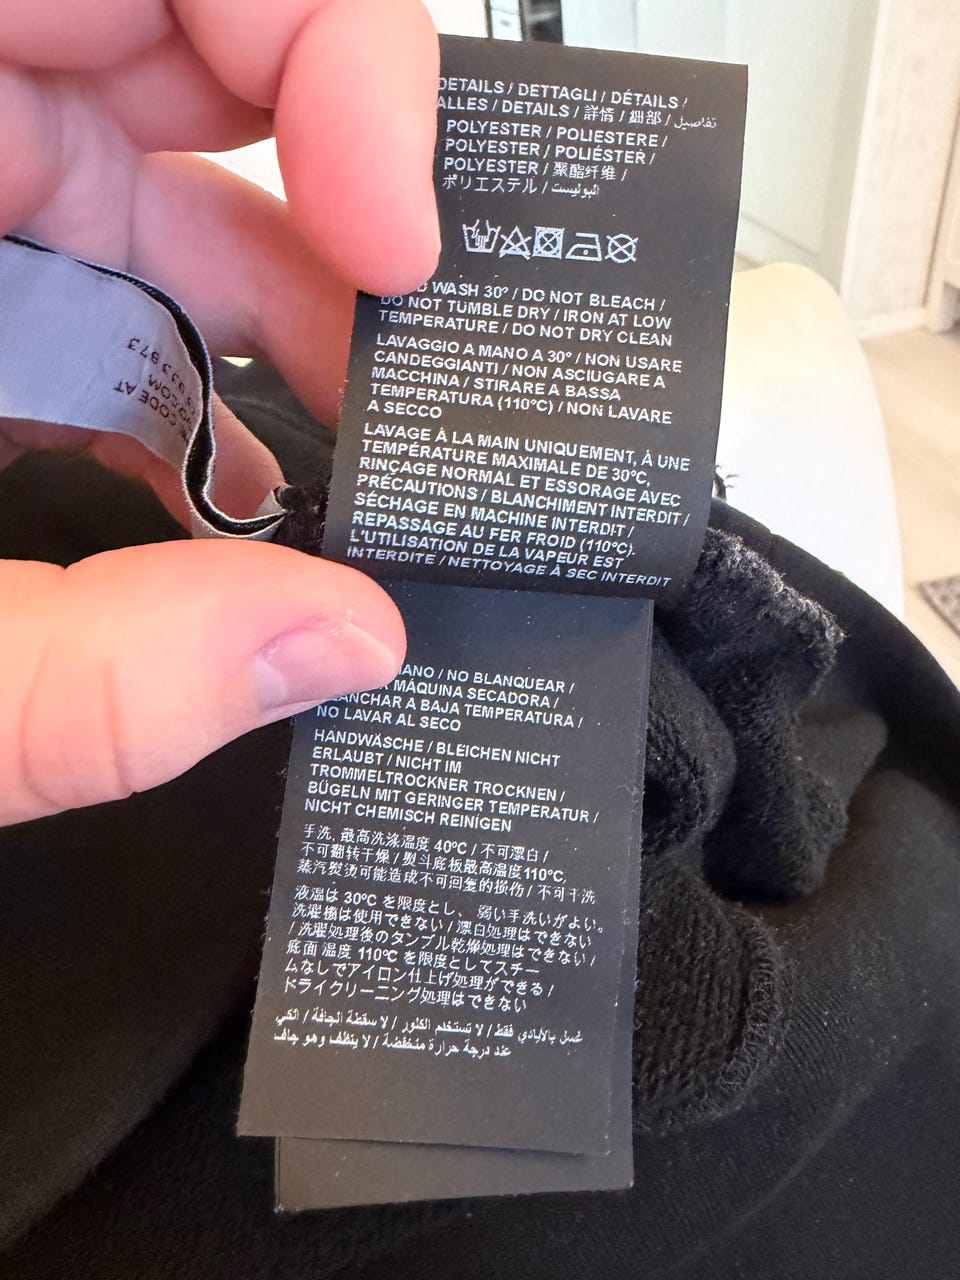 DETAILS / DETTAGLI / DÉTAILS /
ALLES / DETAILS / 詳情 / 細部 / تفاصيل
POLYESTER / POLIESTERE /
POLYESTER / POLIÉSTER /
POLYESTER / 聚酯纤维 /
ポリエステル / البوليست
WASH 30° / DO NOT BLEACH /
DO NOT TUMBLE DRY / IRON AT LOW
TEMPERATURE / DO NOT DRY CLEAN
LAVAGGIO A MANO A 30° / NON USARE
CANDEGGIANTI / NON ASCIUGARE A
MACCHINA / STIRARE A BASSA
TEMPERATURA (110°C) / NON LAVARE
A SECCO
LAVAGE À LA MAIN UNIQUEMENT, À UNE
TEMPÉRATURE MAXIMALE DE 30°C,
RINÇAGE NORMAL ET ESSORAGE AVEC
PRÉCAUTIONS / BLANCHIMENT INTERDIT /
SÉCHAGE EN MACHINE INTERDIT /
REPASSAGE AU FER FROID (110°C).
L'UTILISATION DE LA VAPEUR EST
INTERDITE / NETTOYAGE À SEC INTERDIT
CODE AT
.COM
933 873
MANO / NO BLANQUEAR /
MÁQUINA SECADORA /
PLANCHAR A BAJA TEMPERATURA /
NO LAVAR AL SECO
HANDWÄSCHE / BLEICHEN NICHT
ERLAUBT / NICHT IM
TROMMELTROCKNER TROCKNEN /
BÜGELN MIT GERINGER TEMPERATUR /
NICHT CHEMISCH REINIGEN
手洗, 最高洗涤温度 40°C / 不可漂白 /
不可翻转干燥 / 熨斗底板最高温度110°C,
蒸汽熨烫可能造成不可回复的损伤 / 不可干洗
液温は 30°C を限度とし、 弱い手洗いがよい。
洗濯機は使用できない / 漂白処理はできない
/ 洗濯処理後のタンブル乾燥処理はできない /
底面 温度 110°C を限度としてスチー
ムなしでアイロン仕上げ処理ができる /
ドライクリーニング処理はできない
غسل بالأيادي فقط / لا تستخدم الكلور / لا سقطة الجافة / الكي
عند درجة حرارة منخفضة / لا ينظف وهو جاف